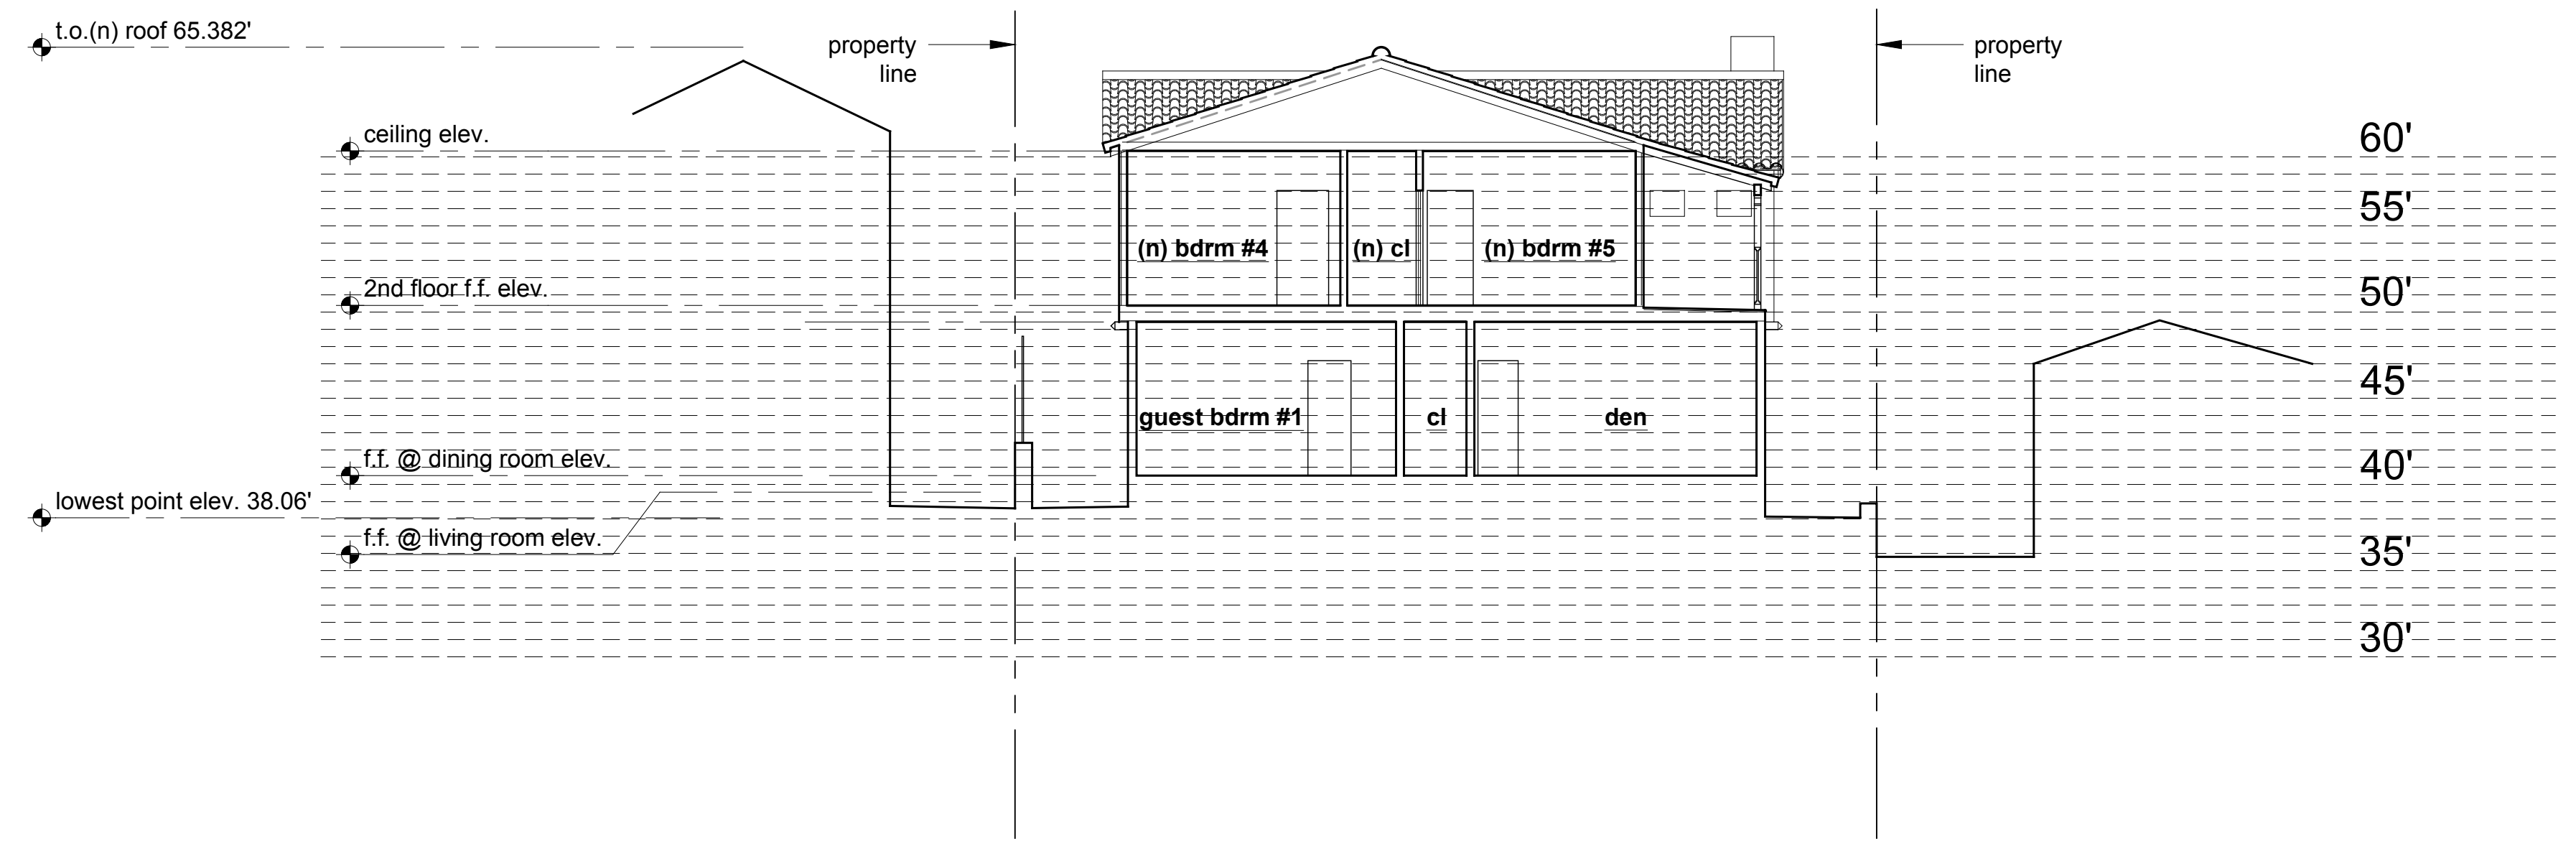 t.o.(n) roof 65.382'
property
line
property
line
ceiling elev.
60'
55'
(n) bdrm #4
(n) cl
(n) bdrm #5
2nd floor f.f. elev.
50'
45'
guest bdrm #1
cl
den
f.f. @ dining room elev.
40'
lowest point elev. 38.06'
f.f. @ living room elev.
35'
30'